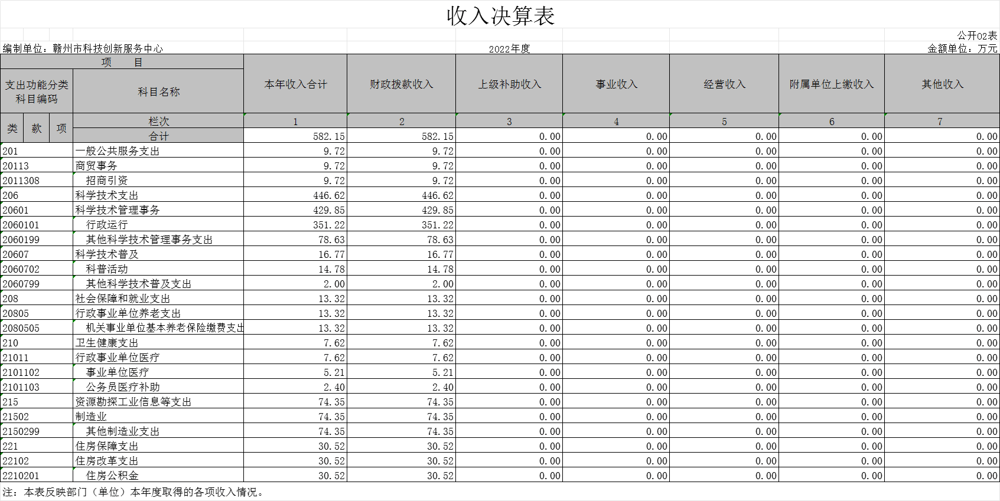 收入决算表
公开02表
编制单位：赣州市科技创新服务中心 2022年度 金额单位：万元
项 目 本年收入合计 财政拨款收入 上级补助收入 事业收入 经营收入 附属单位上缴收入 其他收入
支出功能分类科目编码 科目名称
类 款 项 栏次 1 2 3 4 5 6 7
合计 582.15 582.15 0.00 0.00 0.00 0.00 0.00
201 一般公共服务支出 9.72 9.72 0.00 0.00 0.00 0.00 0.00
20113 商贸事务 9.72 9.72 0.00 0.00 0.00 0.00 0.00
2011308 招商引资 9.72 9.72 0.00 0.00 0.00 0.00 0.00
206 科学技术支出 446.62 446.62 0.00 0.00 0.00 0.00 0.00
20601 科学技术管理事务 429.85 429.85 0.00 0.00 0.00 0.00 0.00
2060101 行政运行 351.22 351.22 0.00 0.00 0.00 0.00 0.00
2060199 其他科学技术管理事务支出 78.63 78.63 0.00 0.00 0.00 0.00 0.00
20607 科学技术普及 16.77 16.77 0.00 0.00 0.00 0.00 0.00
2060702 科普活动 14.78 14.78 0.00 0.00 0.00 0.00 0.00
2060799 其他科学技术普及支出 2.00 2.00 0.00 0.00 0.00 0.00 0.00
208 社会保障和就业支出 13.32 13.32 0.00 0.00 0.00 0.00 0.00
20805 行政事业单位养老支出 13.32 13.32 0.00 0.00 0.00 0.00 0.00
2080505 机关事业单位基本养老保险缴费支出 13.32 13.32 0.00 0.00 0.00 0.00 0.00
210 卫生健康支出 7.62 7.62 0.00 0.00 0.00 0.00 0.00
21011 行政事业单位医疗 7.62 7.62 0.00 0.00 0.00 0.00 0.00
2101102 事业单位医疗 5.21 5.21 0.00 0.00 0.00 0.00 0.00
2101103 公务员医疗补助 2.40 2.40 0.00 0.00 0.00 0.00 0.00
215 资源勘探工业信息等支出 74.35 74.35 0.00 0.00 0.00 0.00 0.00
21502 制造业 74.35 74.35 0.00 0.00 0.00 0.00 0.00
2150299 其他制造业支出 74.35 74.35 0.00 0.00 0.00 0.00 0.00
221 住房保障支出 30.52 30.52 0.00 0.00 0.00 0.00 0.00
22102 住房改革支出 30.52 30.52 0.00 0.00 0.00 0.00 0.00
2210201 住房公积金 30.52 30.52 0.00 0.00 0.00 0.00 0.00
注：本表反映部门（单位）本年度取得的各项收入情况。